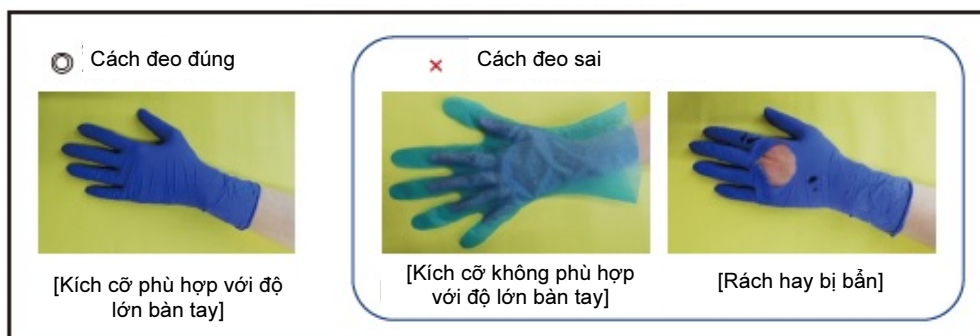 ◎ Cách đeo đúng
× Cách đeo sai
[Kích cỡ phù hợp với độ
lớn bàn tay]
[Kích cỡ không phù hợp
với độ lớn bàn tay]
[Rách hay bị bẩn]